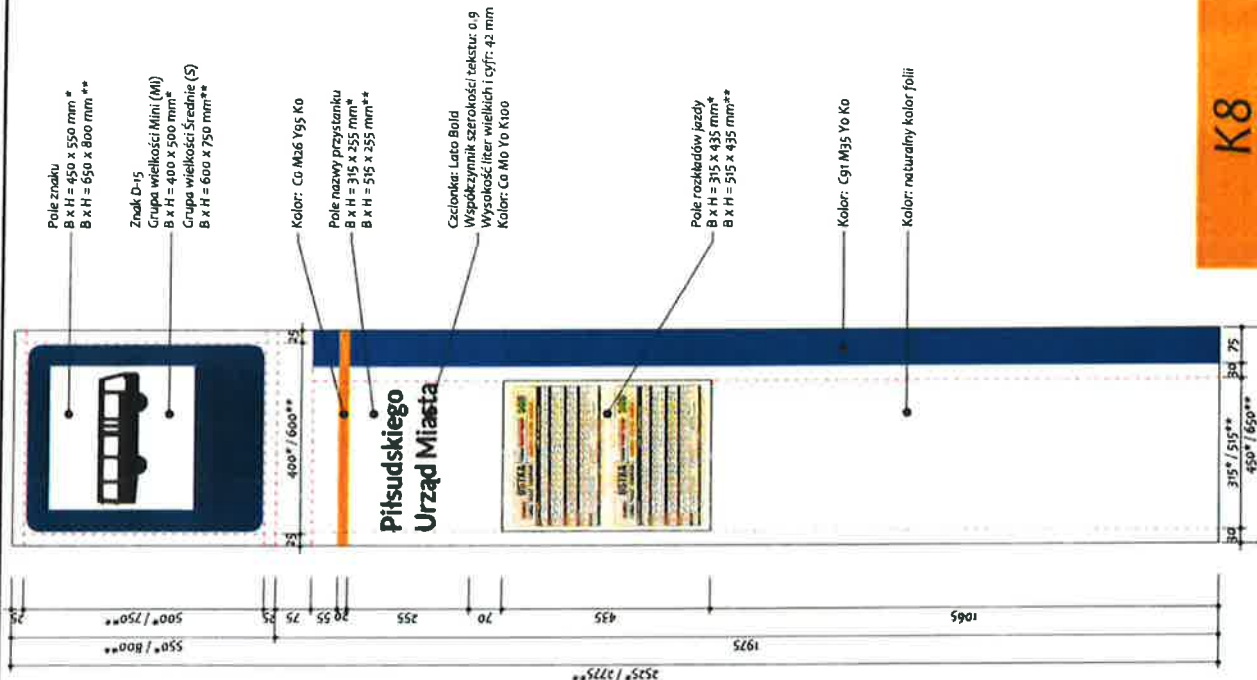 Pole znaku
B x H = 450 x 550 mm *
B x H = 650 x 800 mm **
Znak D-15
Grupa wielkości Mini (MI)
B x H = 400 x 500 mm*
Grupa wielkości Średnie (S)
B x H = 600 x 750 mm**
Kolor: C0 M26 Y95 K0
Pole nazwy przystanku
B x H = 315 x 255 mm*
B x H = 515 x 255 mm**
Czcionka: Lato Bold
Współczynnik szerokości tekstu: 0.9
Wysokość liter wielkich i cyfr: 42 mm
Kolor: C0 M0 Y0 K100
Pole rozkładów jazdy
B x H = 315 x 435 mm*
B x H = 515 x 435 mm**
Kolor: C91 M35 Y0 K0
Kolor: naturalny kolor folii
25
400* / 600**
25
Piłsudskiego
Urząd Miasta
USTKA
USTKA
30
315* / 515**
30
75
450* / 650**
25
500* / 750**
25
75
55
20
255
70
435
1065
550* / 800**
1975
2525* / 2775**
K8